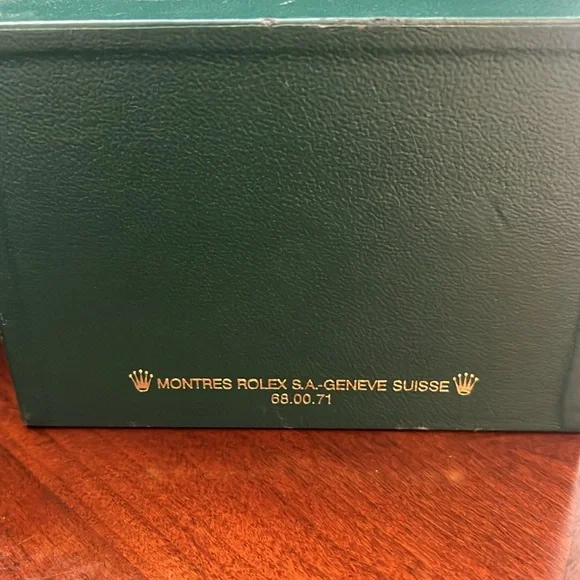 MONTRES ROLEX S.A.-GENEVE SUISSE
68.00.71